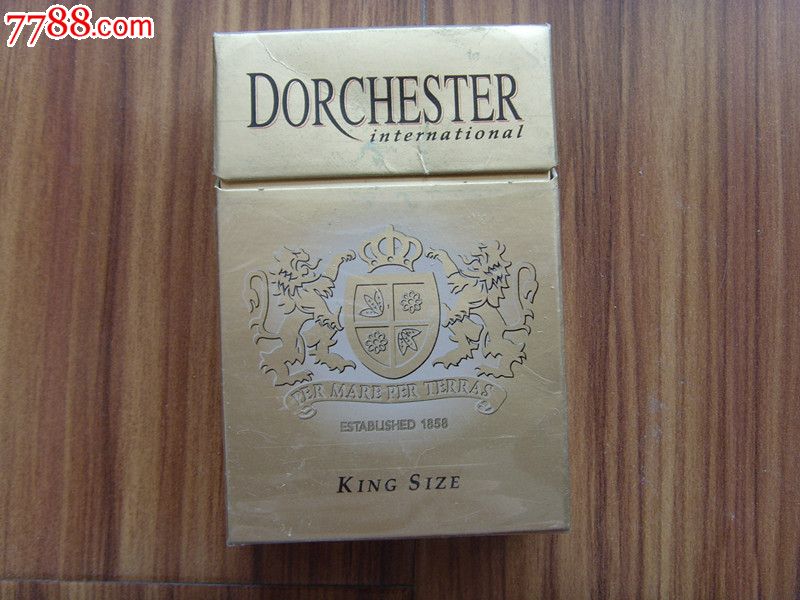 7788.com
DORCHESTER
international
PER MARE PER TERRAS
ESTABLISHED 1858
KING SIZE